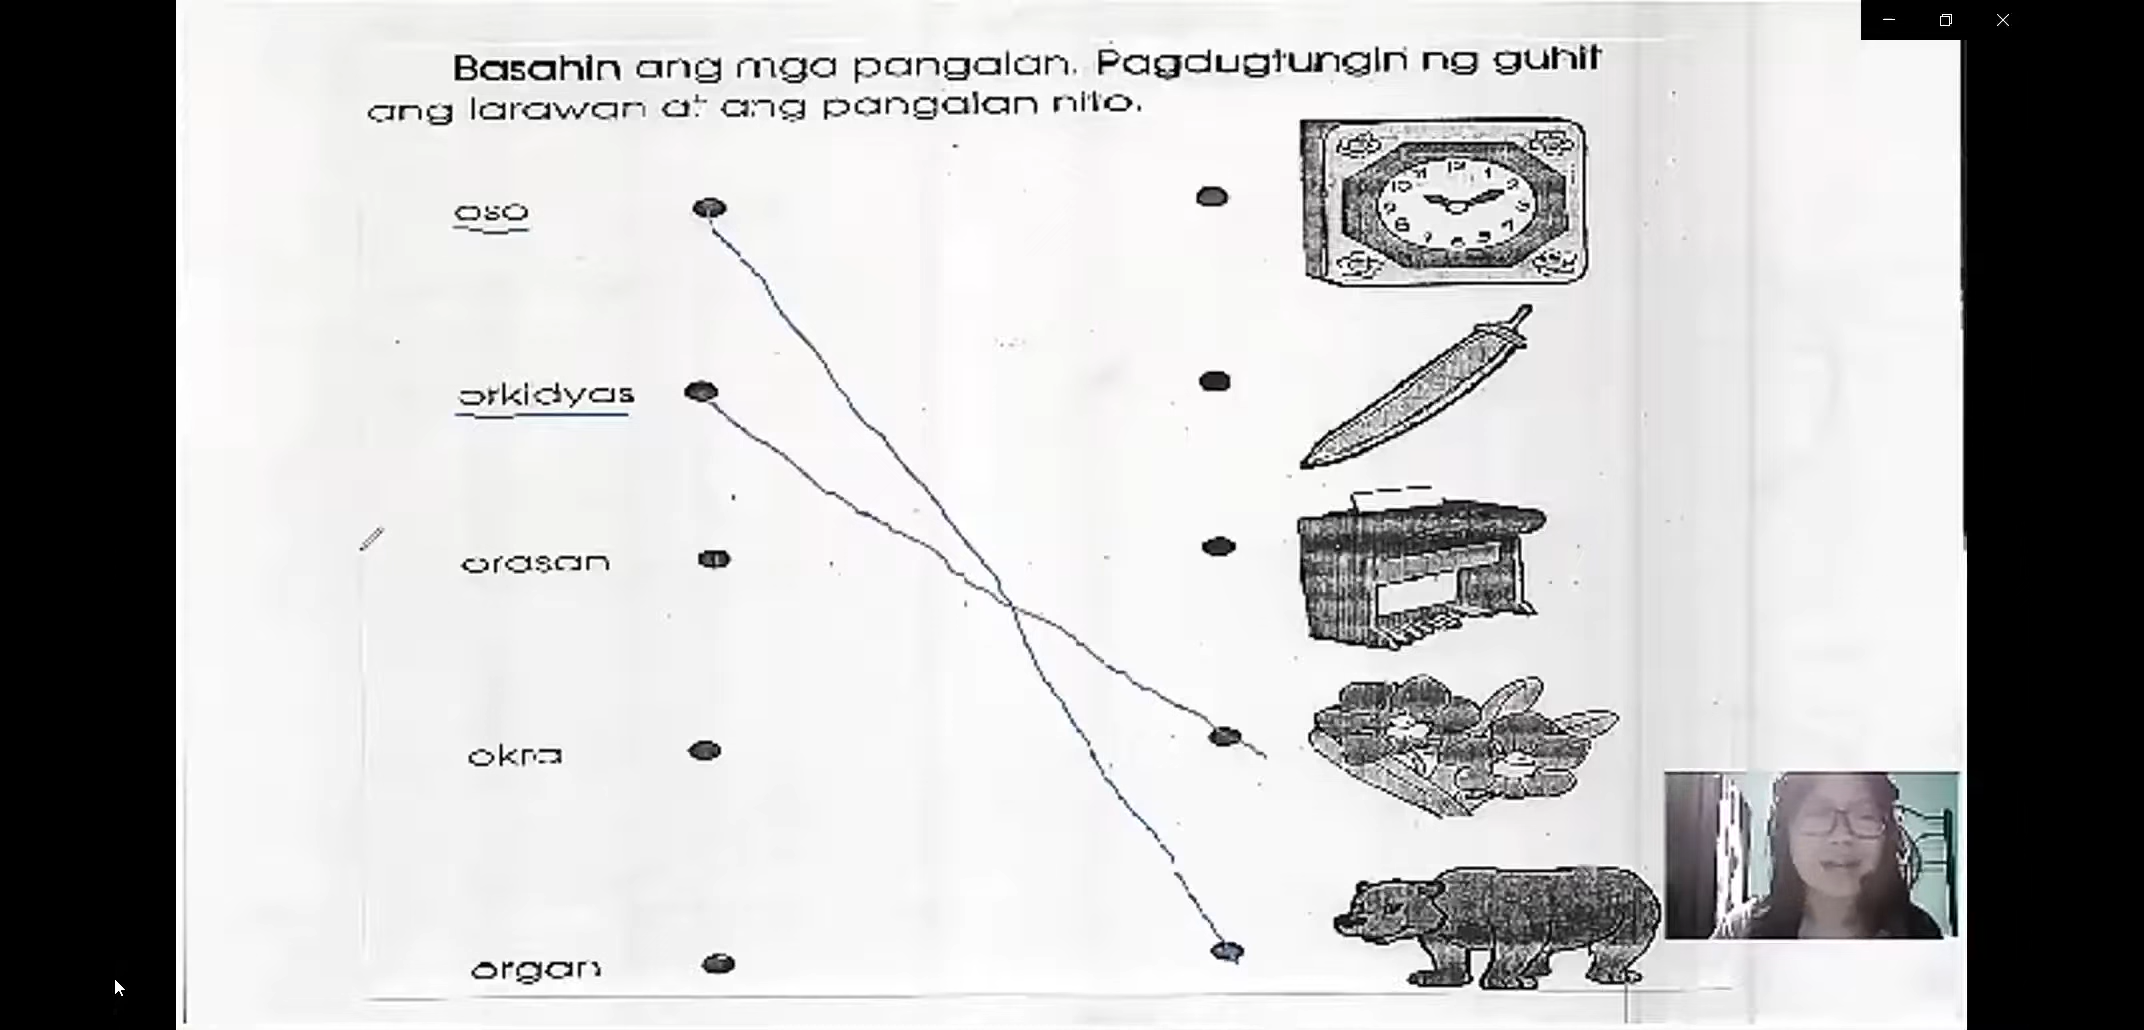 Basahin ang mga pangalan. Pagdugtungin ng guhit
ang larawan at ang pangalan nito.
oso
orkidyas
orasan
okra
organ